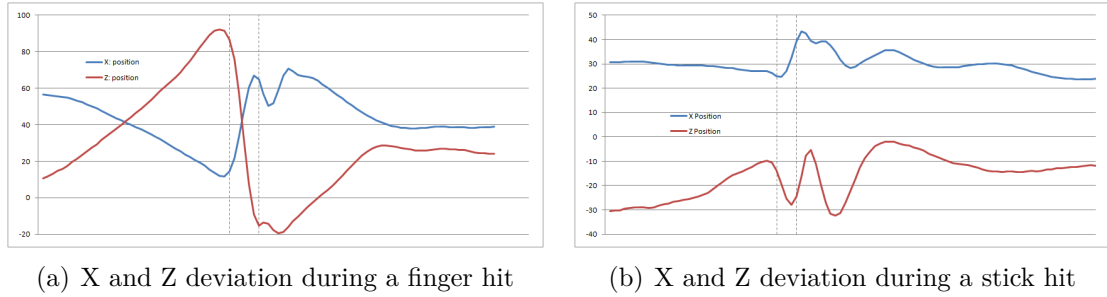 100
80
60
40
20
0
-20
X: position
Z: position
50
40
30
20
10
0
-10
-20
-30
-40
X Position
Z Position
(a) X and Z deviation during a finger hit
(b) X and Z deviation during a stick hit